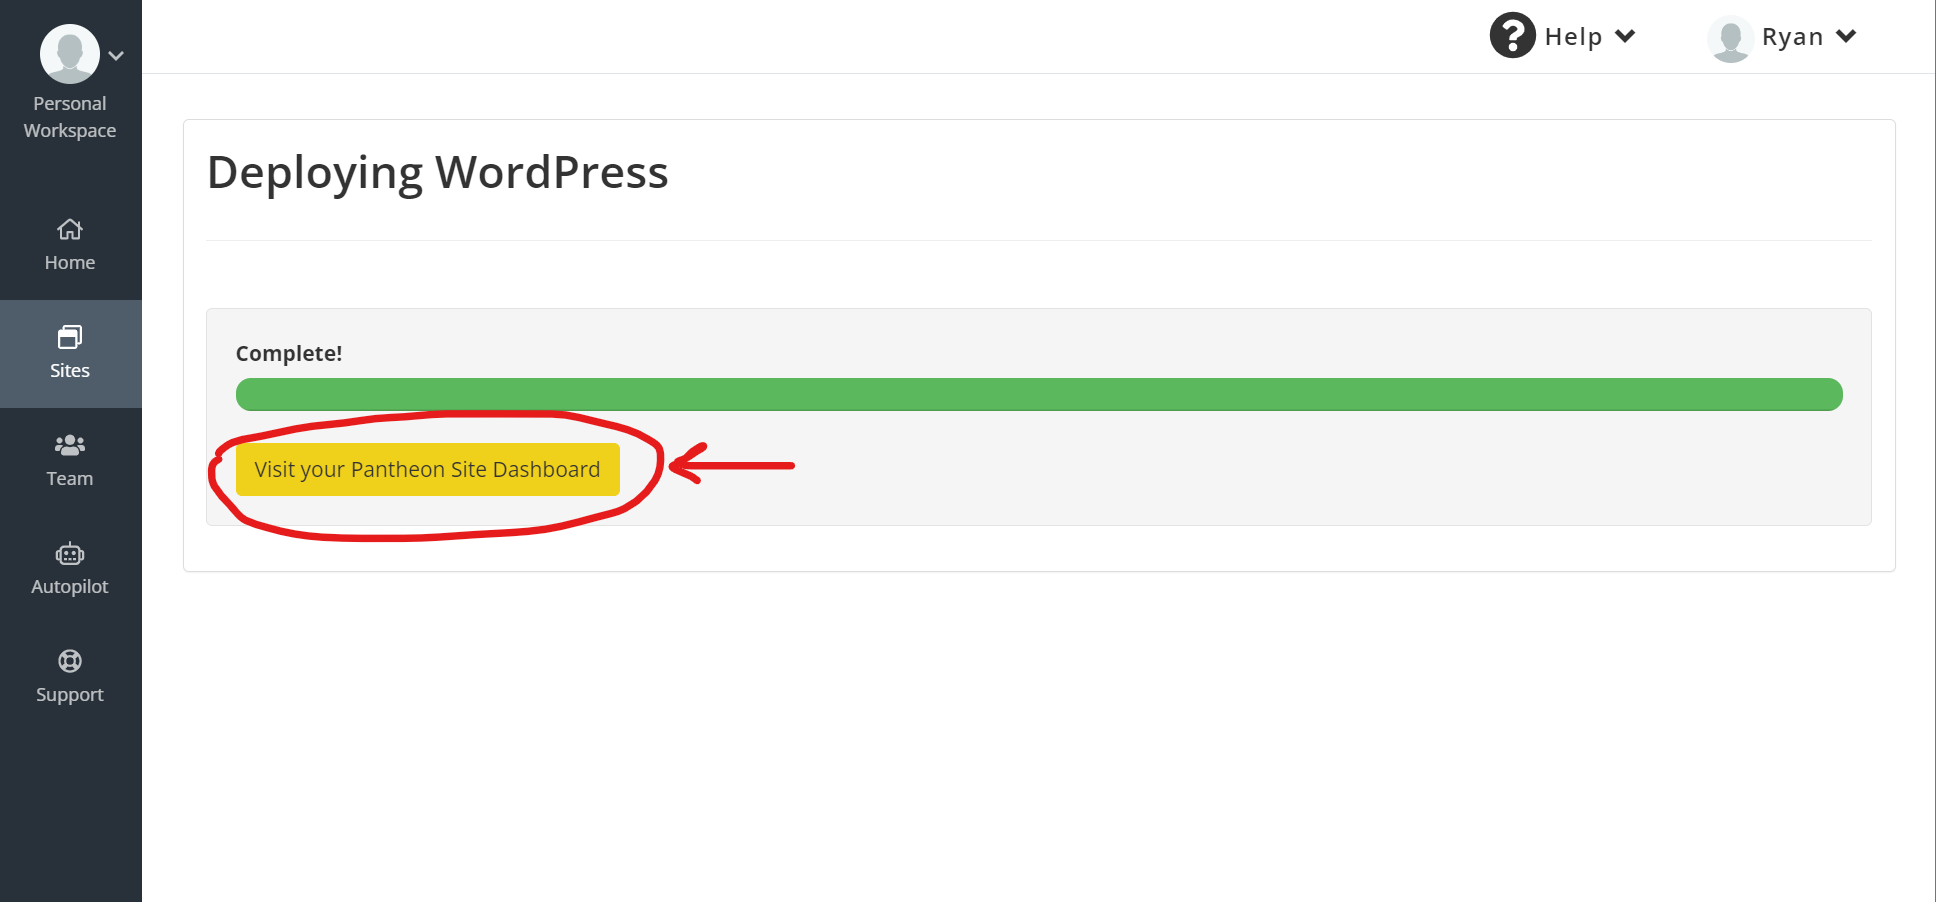 Personal
Workspace
Home
Sites
Team
Autopilot
Support
Help
Ryan
Deploying WordPress
Complete!
Visit your Pantheon Site Dashboard